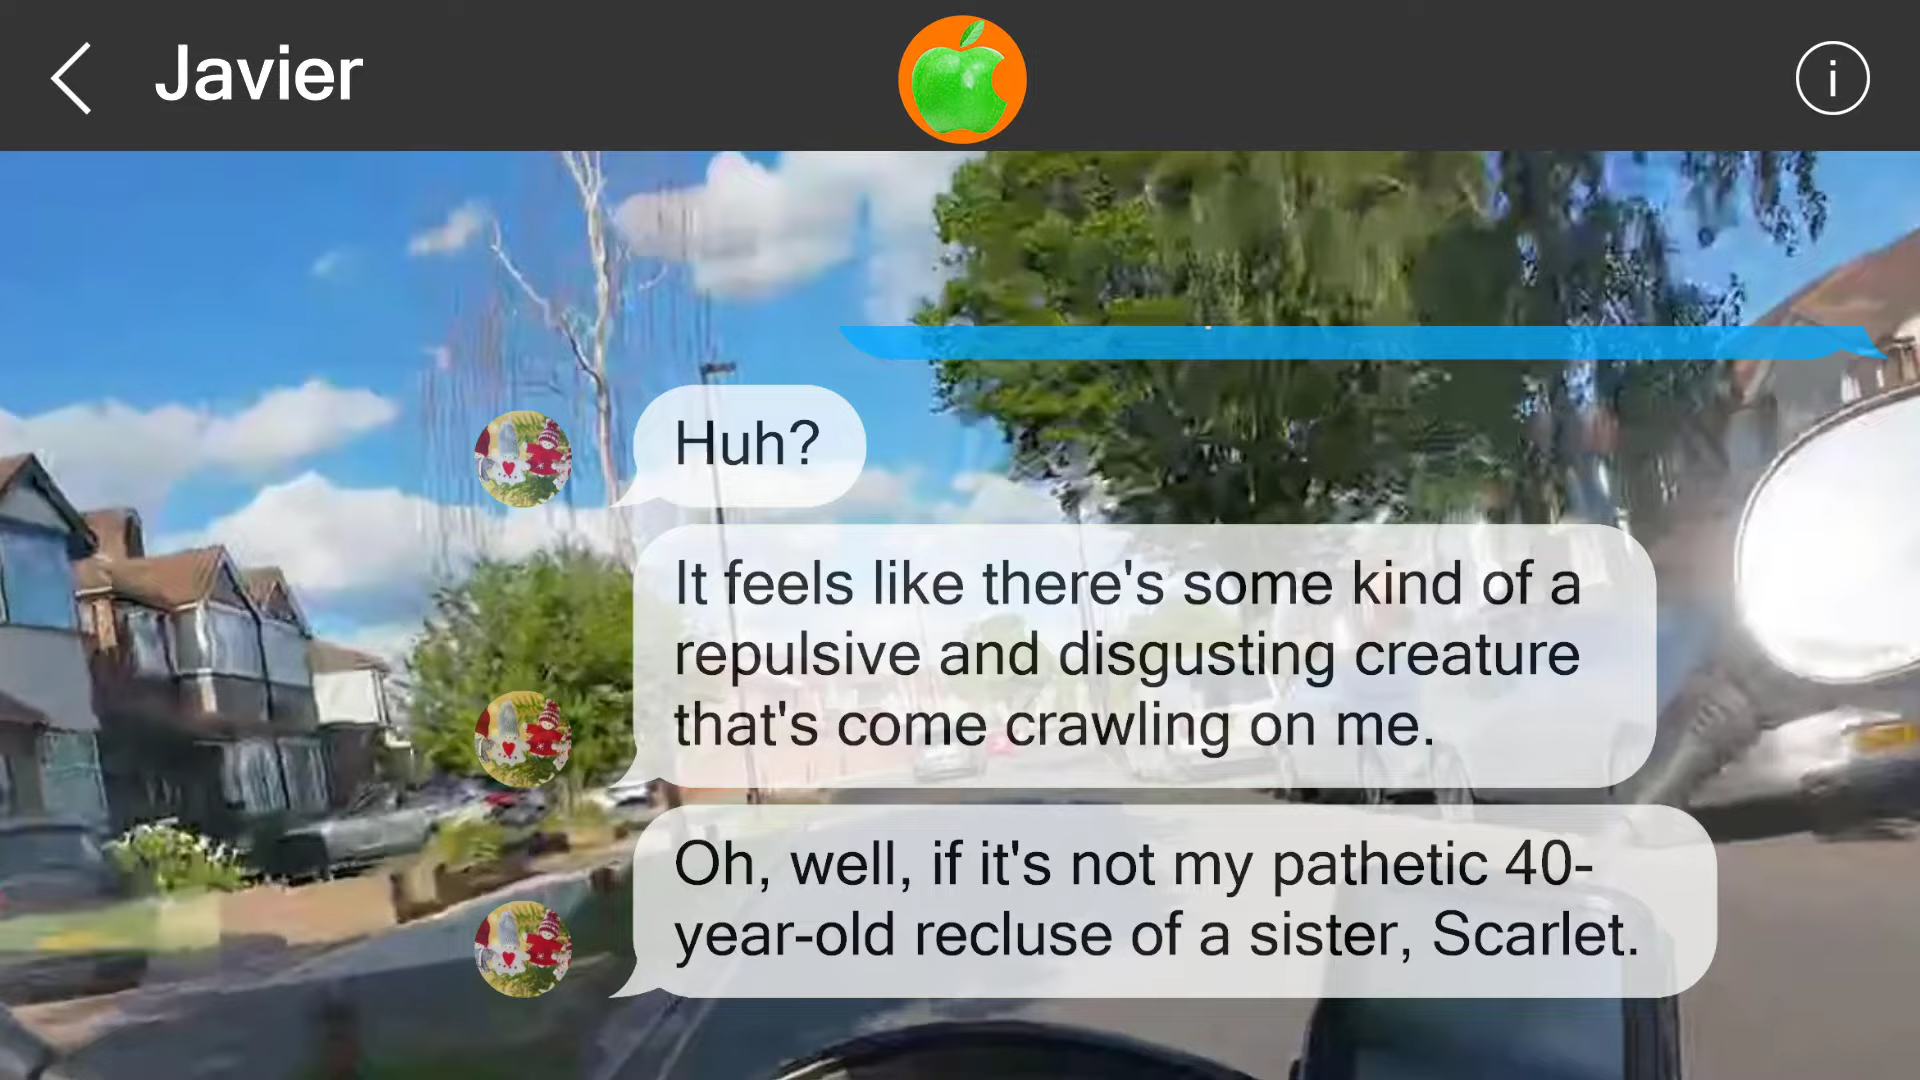 Javier
Huh?
It feels like there's some kind of a
repulsive and disgusting creature
that's come crawling on me.
Oh, well, if it's not my pathetic 40-
year-old recluse of a sister, Scarlet.